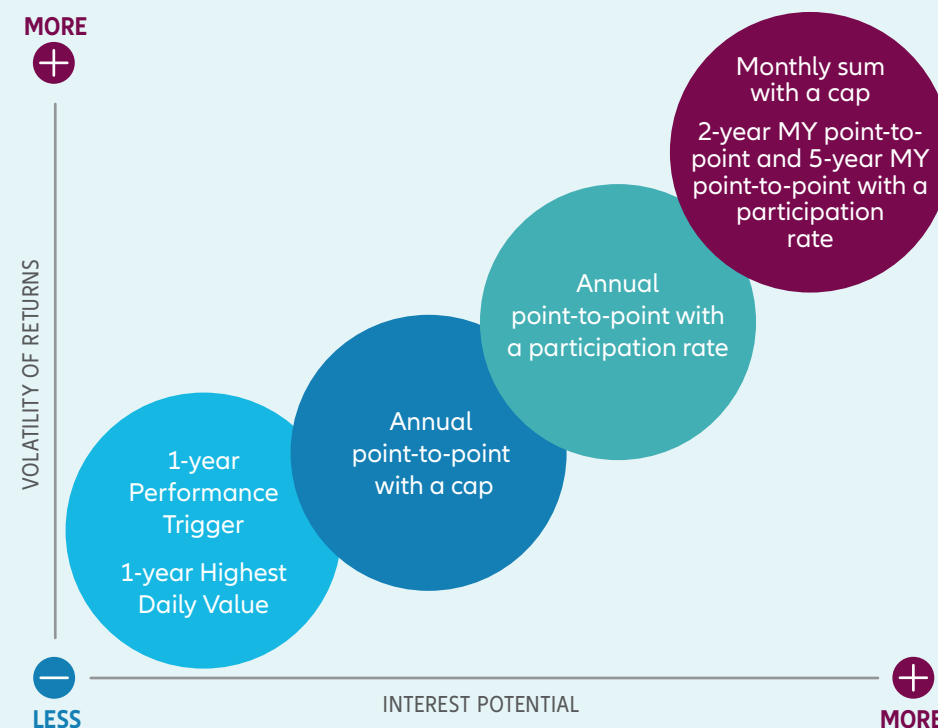 MORE
Monthly sum
with a cap
2-year MY point-to-
point and 5-year MY
point-to-point with a
participation
rate
Annual
point-to-point with
a participation rate
Annual
point-to-point
with a cap
1-year
Performance
Trigger
1-year Highest
Daily Value
VOLATILITY OF RETURNS
LESS
INTEREST POTENTIAL
MORE